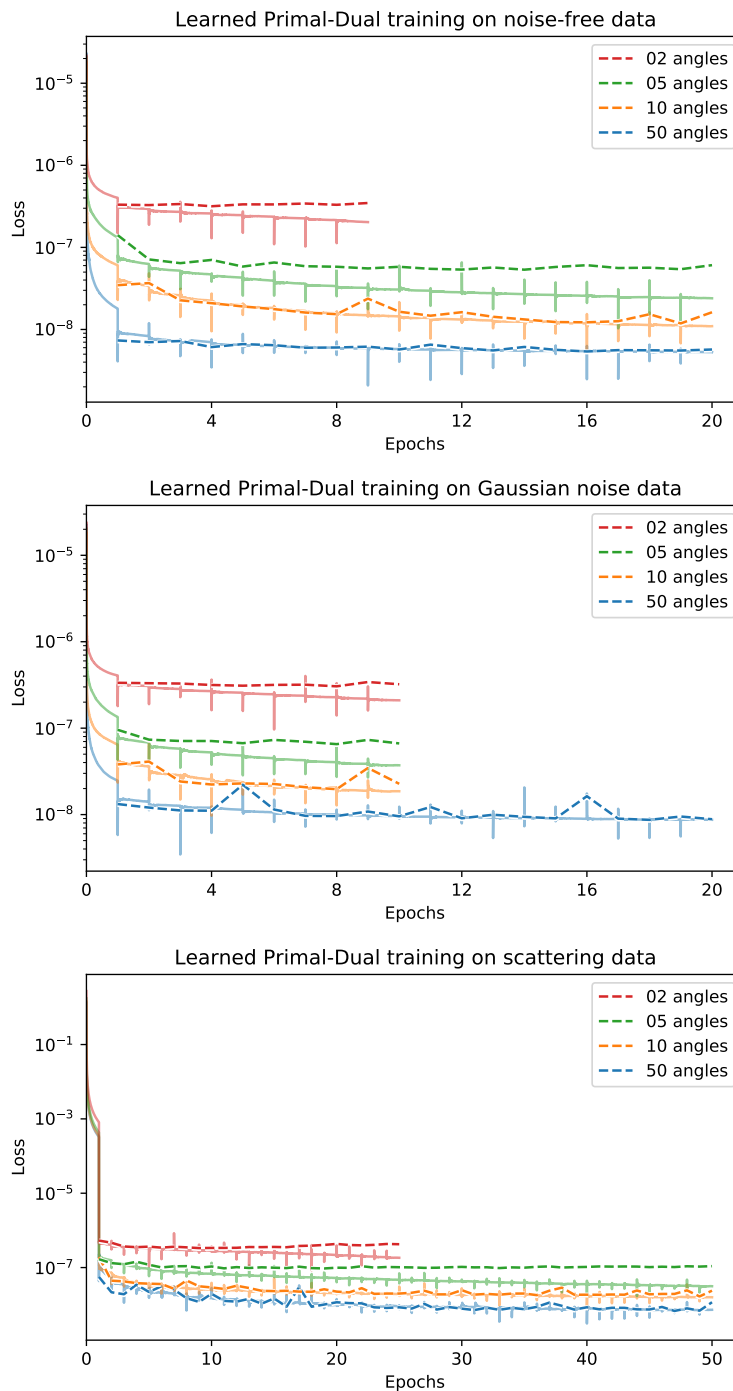 Learned Primal-Dual training on noise-free data
02 angles
05 angles
10 angles
50 angles
10⁻⁵
10⁻⁶
10⁻⁷
10⁻⁸
Loss
0 4 8 12 16 20
Epochs
Learned Primal-Dual training on Gaussian noise data
02 angles
05 angles
10 angles
50 angles
10⁻⁵
10⁻⁶
10⁻⁷
10⁻⁸
Loss
0 4 8 12 16 20
Epochs
Learned Primal-Dual training on scattering data
02 angles
05 angles
10 angles
50 angles
10⁻¹
10⁻³
10⁻⁵
10⁻⁷
Loss
0 10 20 30 40 50
Epochs